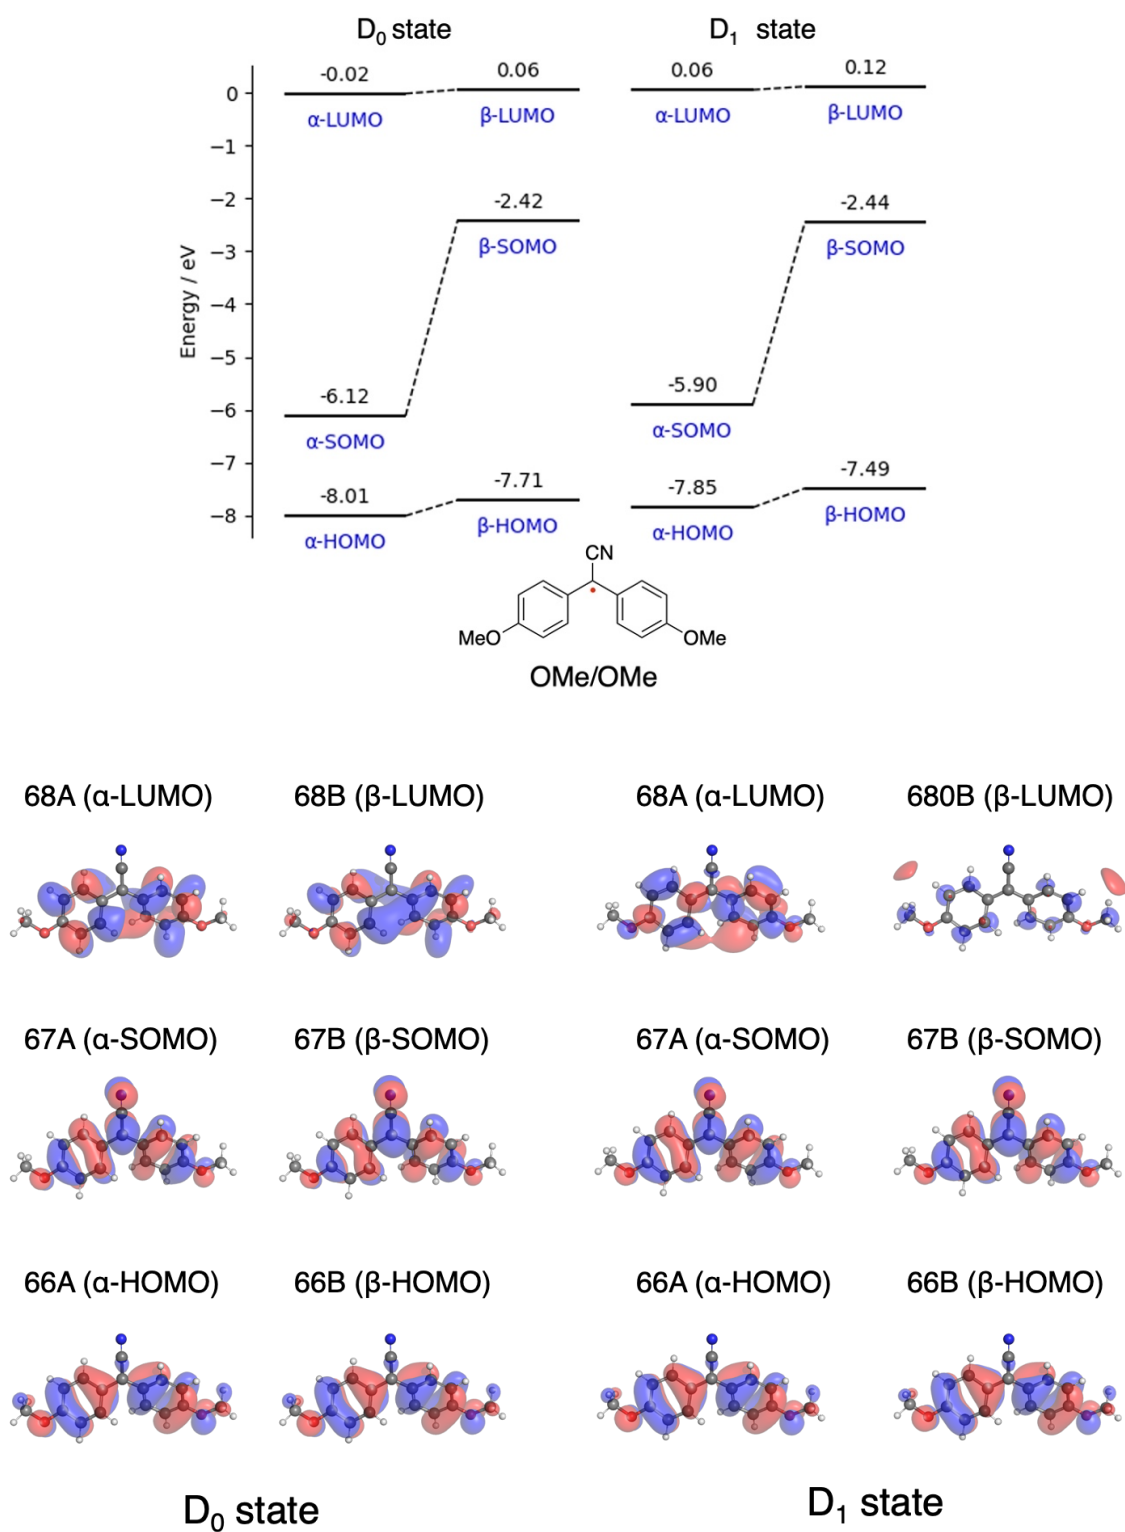 D₀ state
D₁ state
Energy / eV
0
−1
−2
−3
−4
−5
−6
−7
−8
-0.02
α-LUMO
0.06
β-LUMO
-2.42
β-SOMO
-6.12
α-SOMO
-8.01
α-HOMO
-7.71
β-HOMO
0.06
α-LUMO
0.12
β-LUMO
-2.44
β-SOMO
-5.90
α-SOMO
-7.85
α-HOMO
-7.49
β-HOMO
CN
MeO
OMe
OMe/OMe
68A (α-LUMO)
68B (β-LUMO)
68A (α-LUMO)
680B (β-LUMO)
67A (α-SOMO)
67B (β-SOMO)
67A (α-SOMO)
67B (β-SOMO)
66A (α-HOMO)
66B (β-HOMO)
66A (α-HOMO)
66B (β-HOMO)
D₀ state
D₁ state